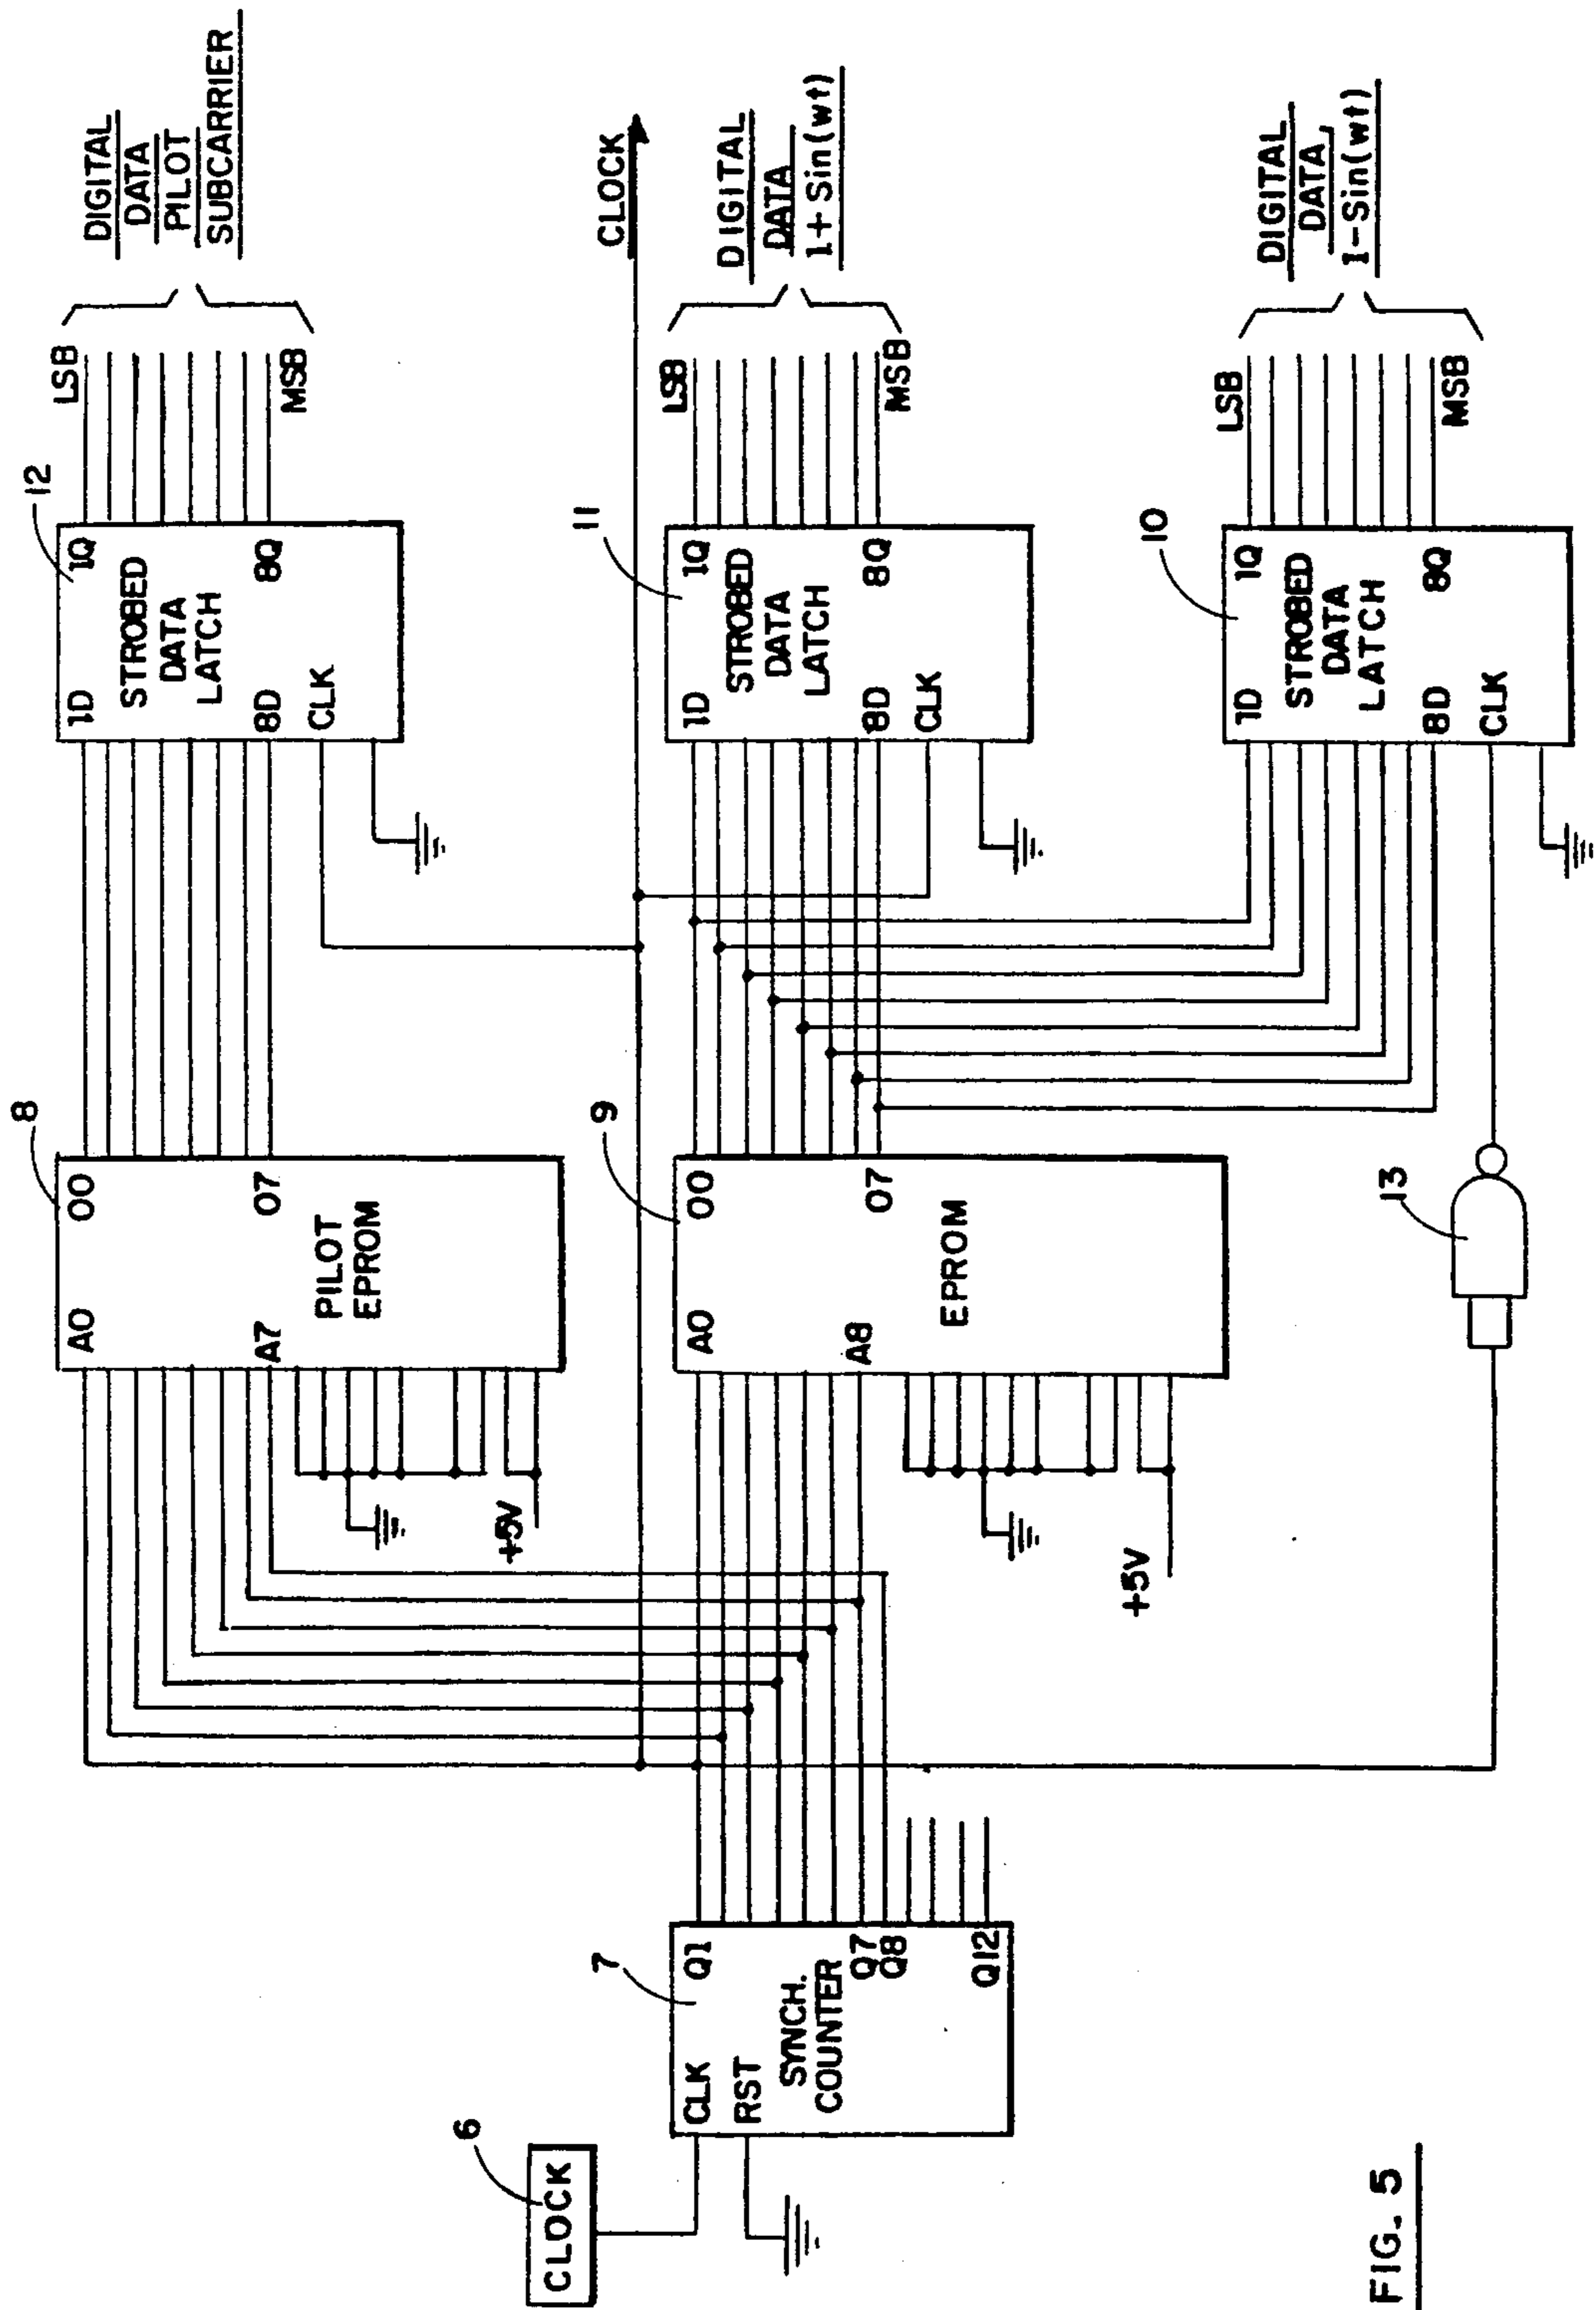 DIGITAL
DATA
PILOT
SUBCARRIER
LSB
MSB
12
1D
1Q
STROBED
DATA
LATCH
8D
8Q
CLK
8
A0
O0
PILOT
EPROM
A7
O7
+5V
CLOCK
DIGITAL
DATA
1+Sin(wt)
LSB
MSB
11
1D
1Q
STROBED
DATA
LATCH
8D
8Q
CLK
9
A0
O0
A8
O7
EPROM
+5V
6
CLOCK
7
CLK
Q1
RST
SYNCH.
COUNTER
Q7
Q8
Q12
DIGITAL
DATA
1-Sin(wt)
LSB
MSB
10
1D
1Q
STROBED
DATA
LATCH
8D
8Q
CLK
13
FIG. 5